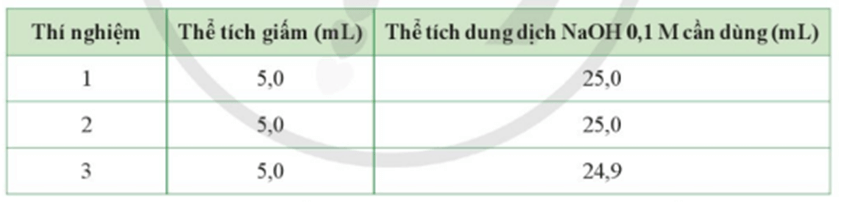 Thí nghiệm Thể tích giấm (mL) Thể tích dung dịch NaOH 0,1 M cần dùng (mL)
1 5,0 25,0
2 5,0 25,0
3 5,0 24,9